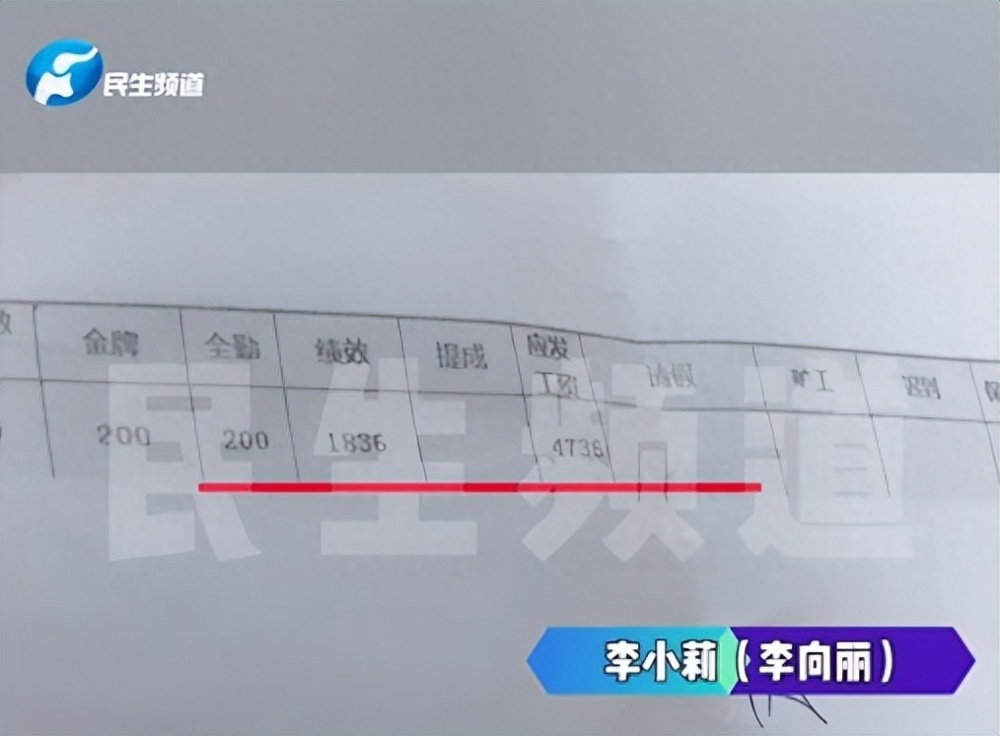 民生频道
金牌 全勤 绩效 提成 应发工资 请假 旷工 迟到
200 200 1836 4736
民生频道
李小莉（李向丽）